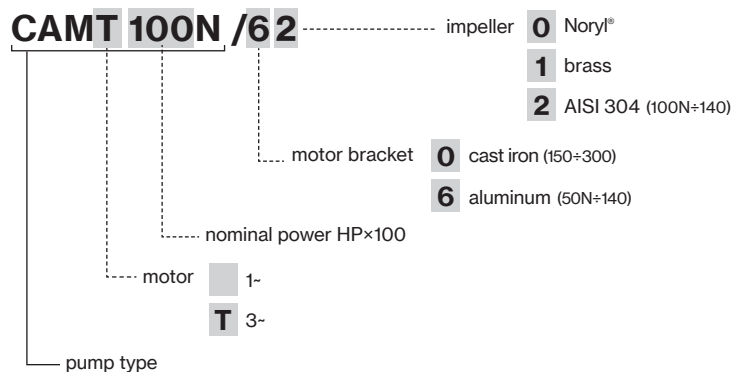 CAMT 100N /62
impeller 0 Noryl®
1 brass
2 AISI 304 (100N÷140)
motor bracket 0 cast iron (150÷300)
6 aluminum (50N÷140)
nominal power HP×100
motor 1~
T 3~
pump type